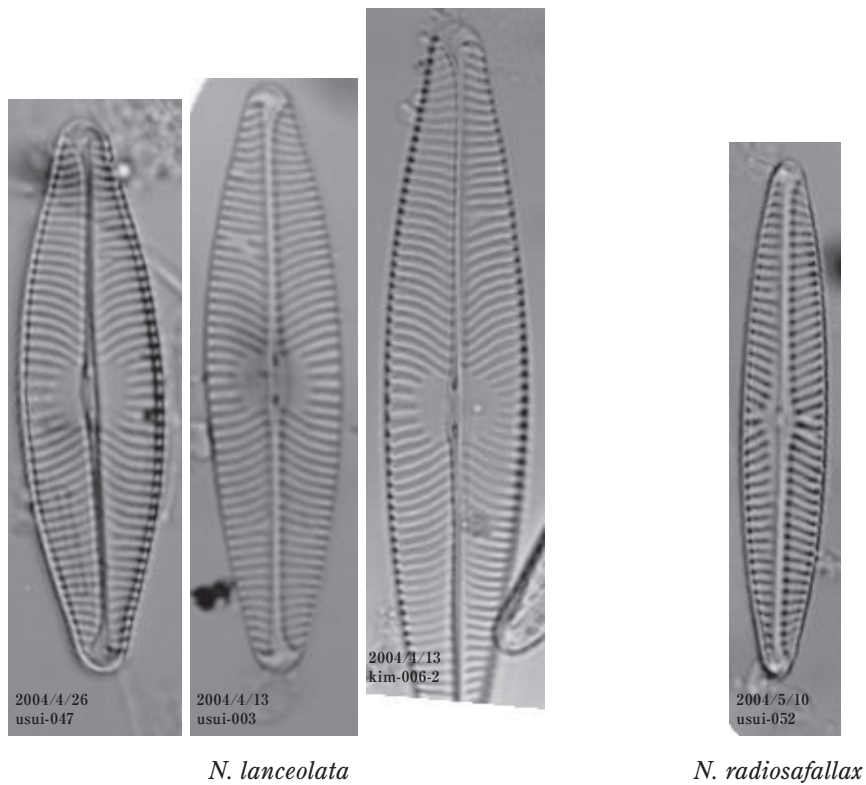 2004/4/26
usui-047
2004/4/13
usui-003
2004/4/13
kim-006-2
2004/5/10
usui-052
N. lanceolata
N. radiosafallax